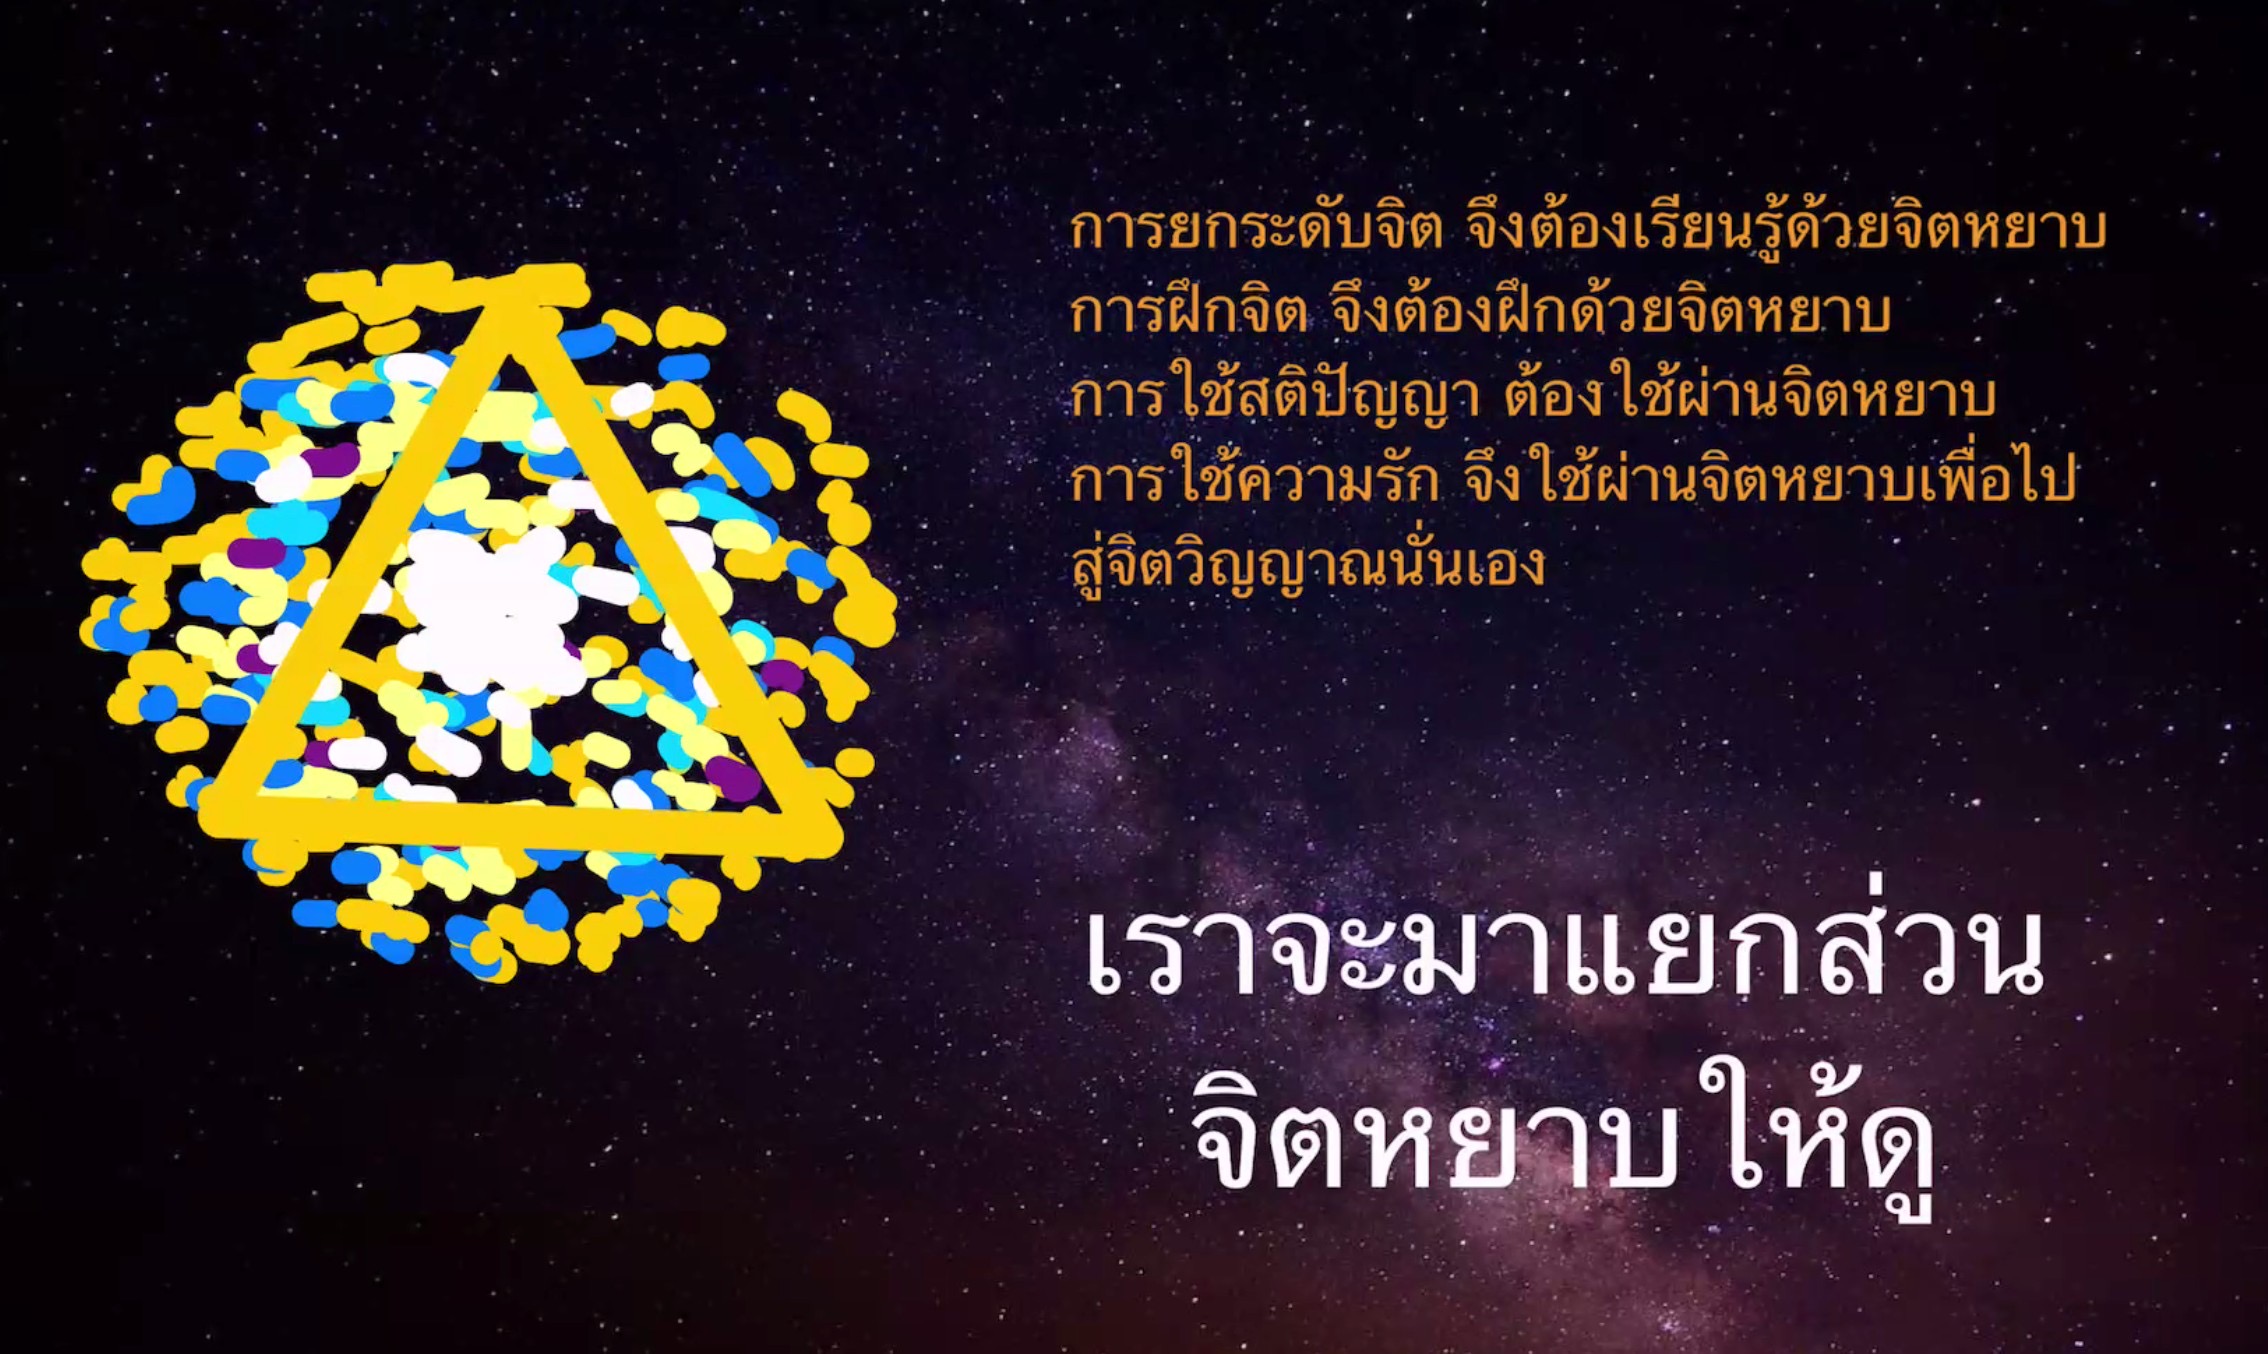 การยกระดับจิต จึงต้องเรียนรู้ด้วยจิตหยาบ
การฝึกจิต จึงต้องฝึกด้วยจิตหยาบ
การใช้สติปัญญา ต้องใช้ผ่านจิตหยาบ
การใช้ความรัก จึงใช้ผ่านจิตหยาบเพื่อไป
สู่จิตวิญญาณนั่นเอง
เราจะมาแยกส่วน
จิตหยาบให้ดู